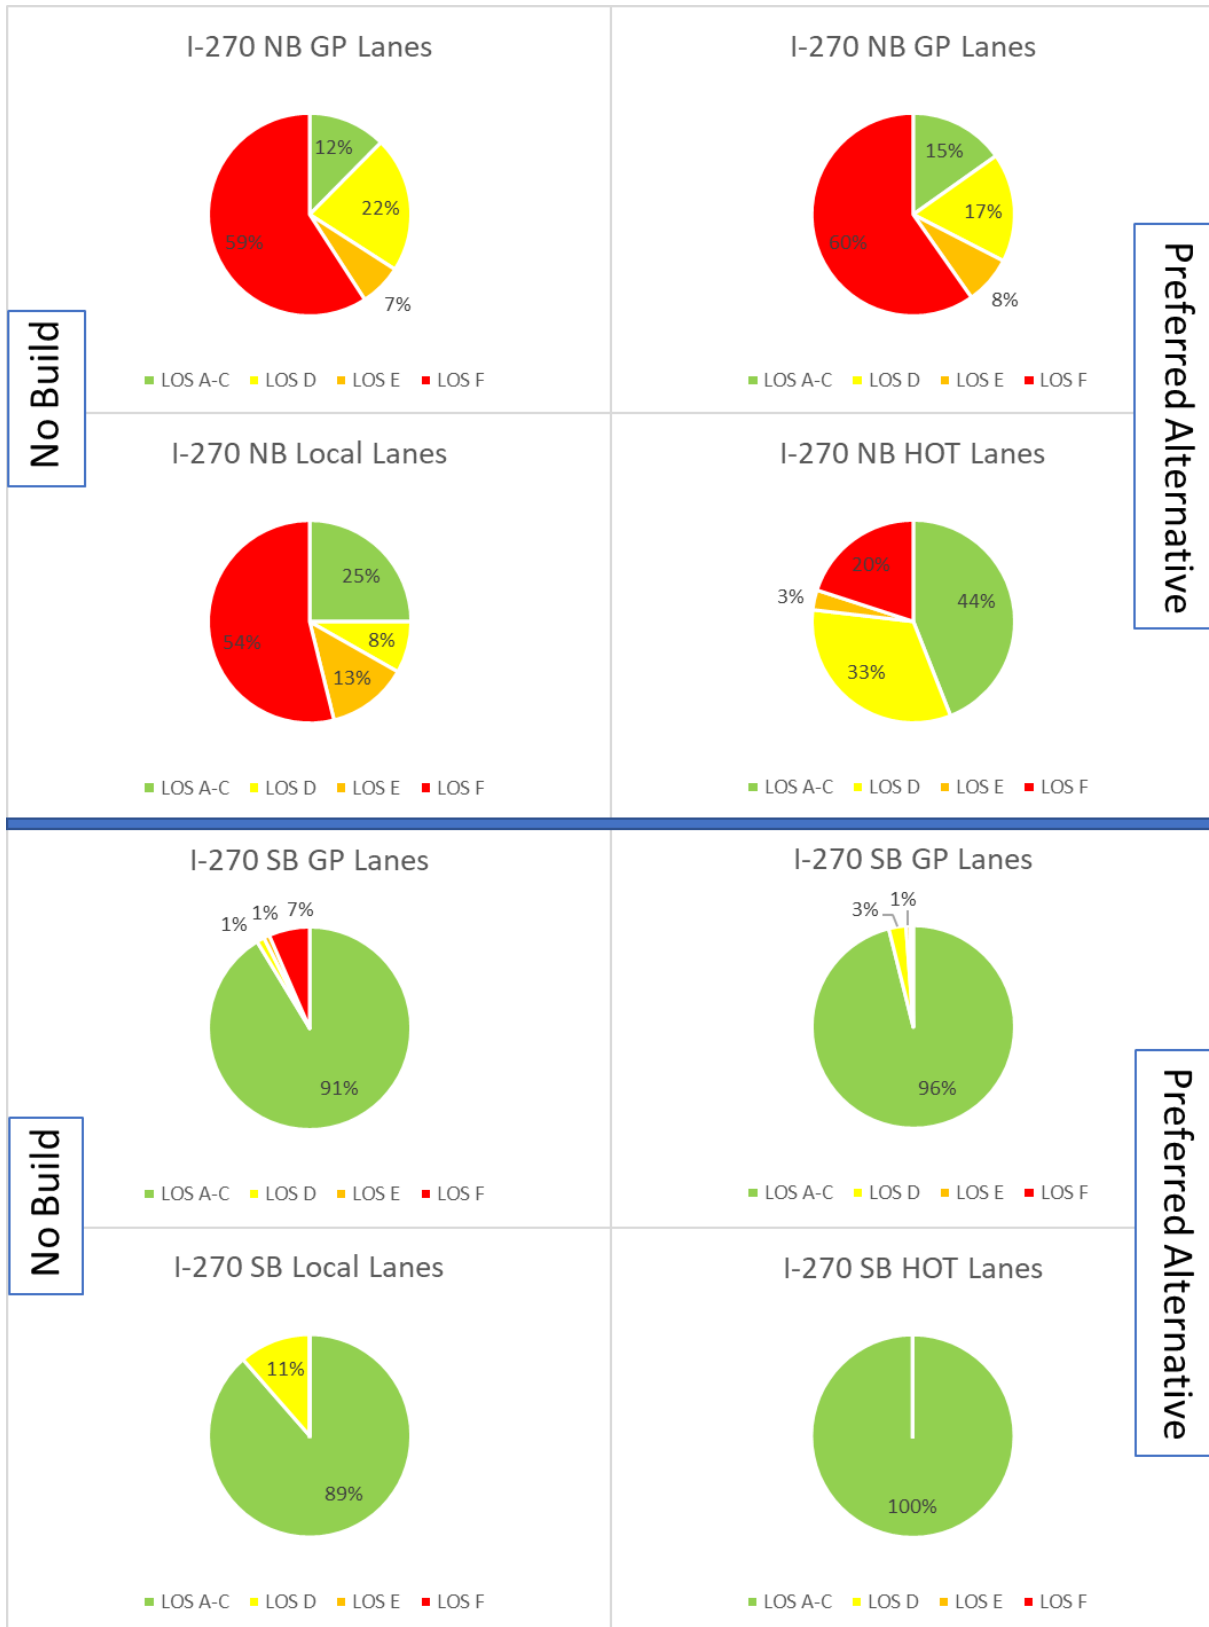 I-270 NB GP Lanes
12%
22%
7%
59%
LOS A-C LOS D LOS E LOS F
I-270 NB GP Lanes
15%
17%
8%
60%
LOS A-C LOS D LOS E LOS F
No Build
Preferred Alternative
I-270 NB Local Lanes
25%
8%
13%
54%
LOS A-C LOS D LOS E LOS F
I-270 NB HOT Lanes
44%
33%
3%
20%
LOS A-C LOS D LOS E LOS F
I-270 SB GP Lanes
1%
1%
7%
91%
LOS A-C LOS D LOS E LOS F
I-270 SB GP Lanes
3%
1%
96%
LOS A-C LOS D LOS E LOS F
No Build
Preferred Alternative
I-270 SB Local Lanes
11%
89%
LOS A-C LOS D LOS E LOS F
I-270 SB HOT Lanes
100%
LOS A-C LOS D LOS E LOS F